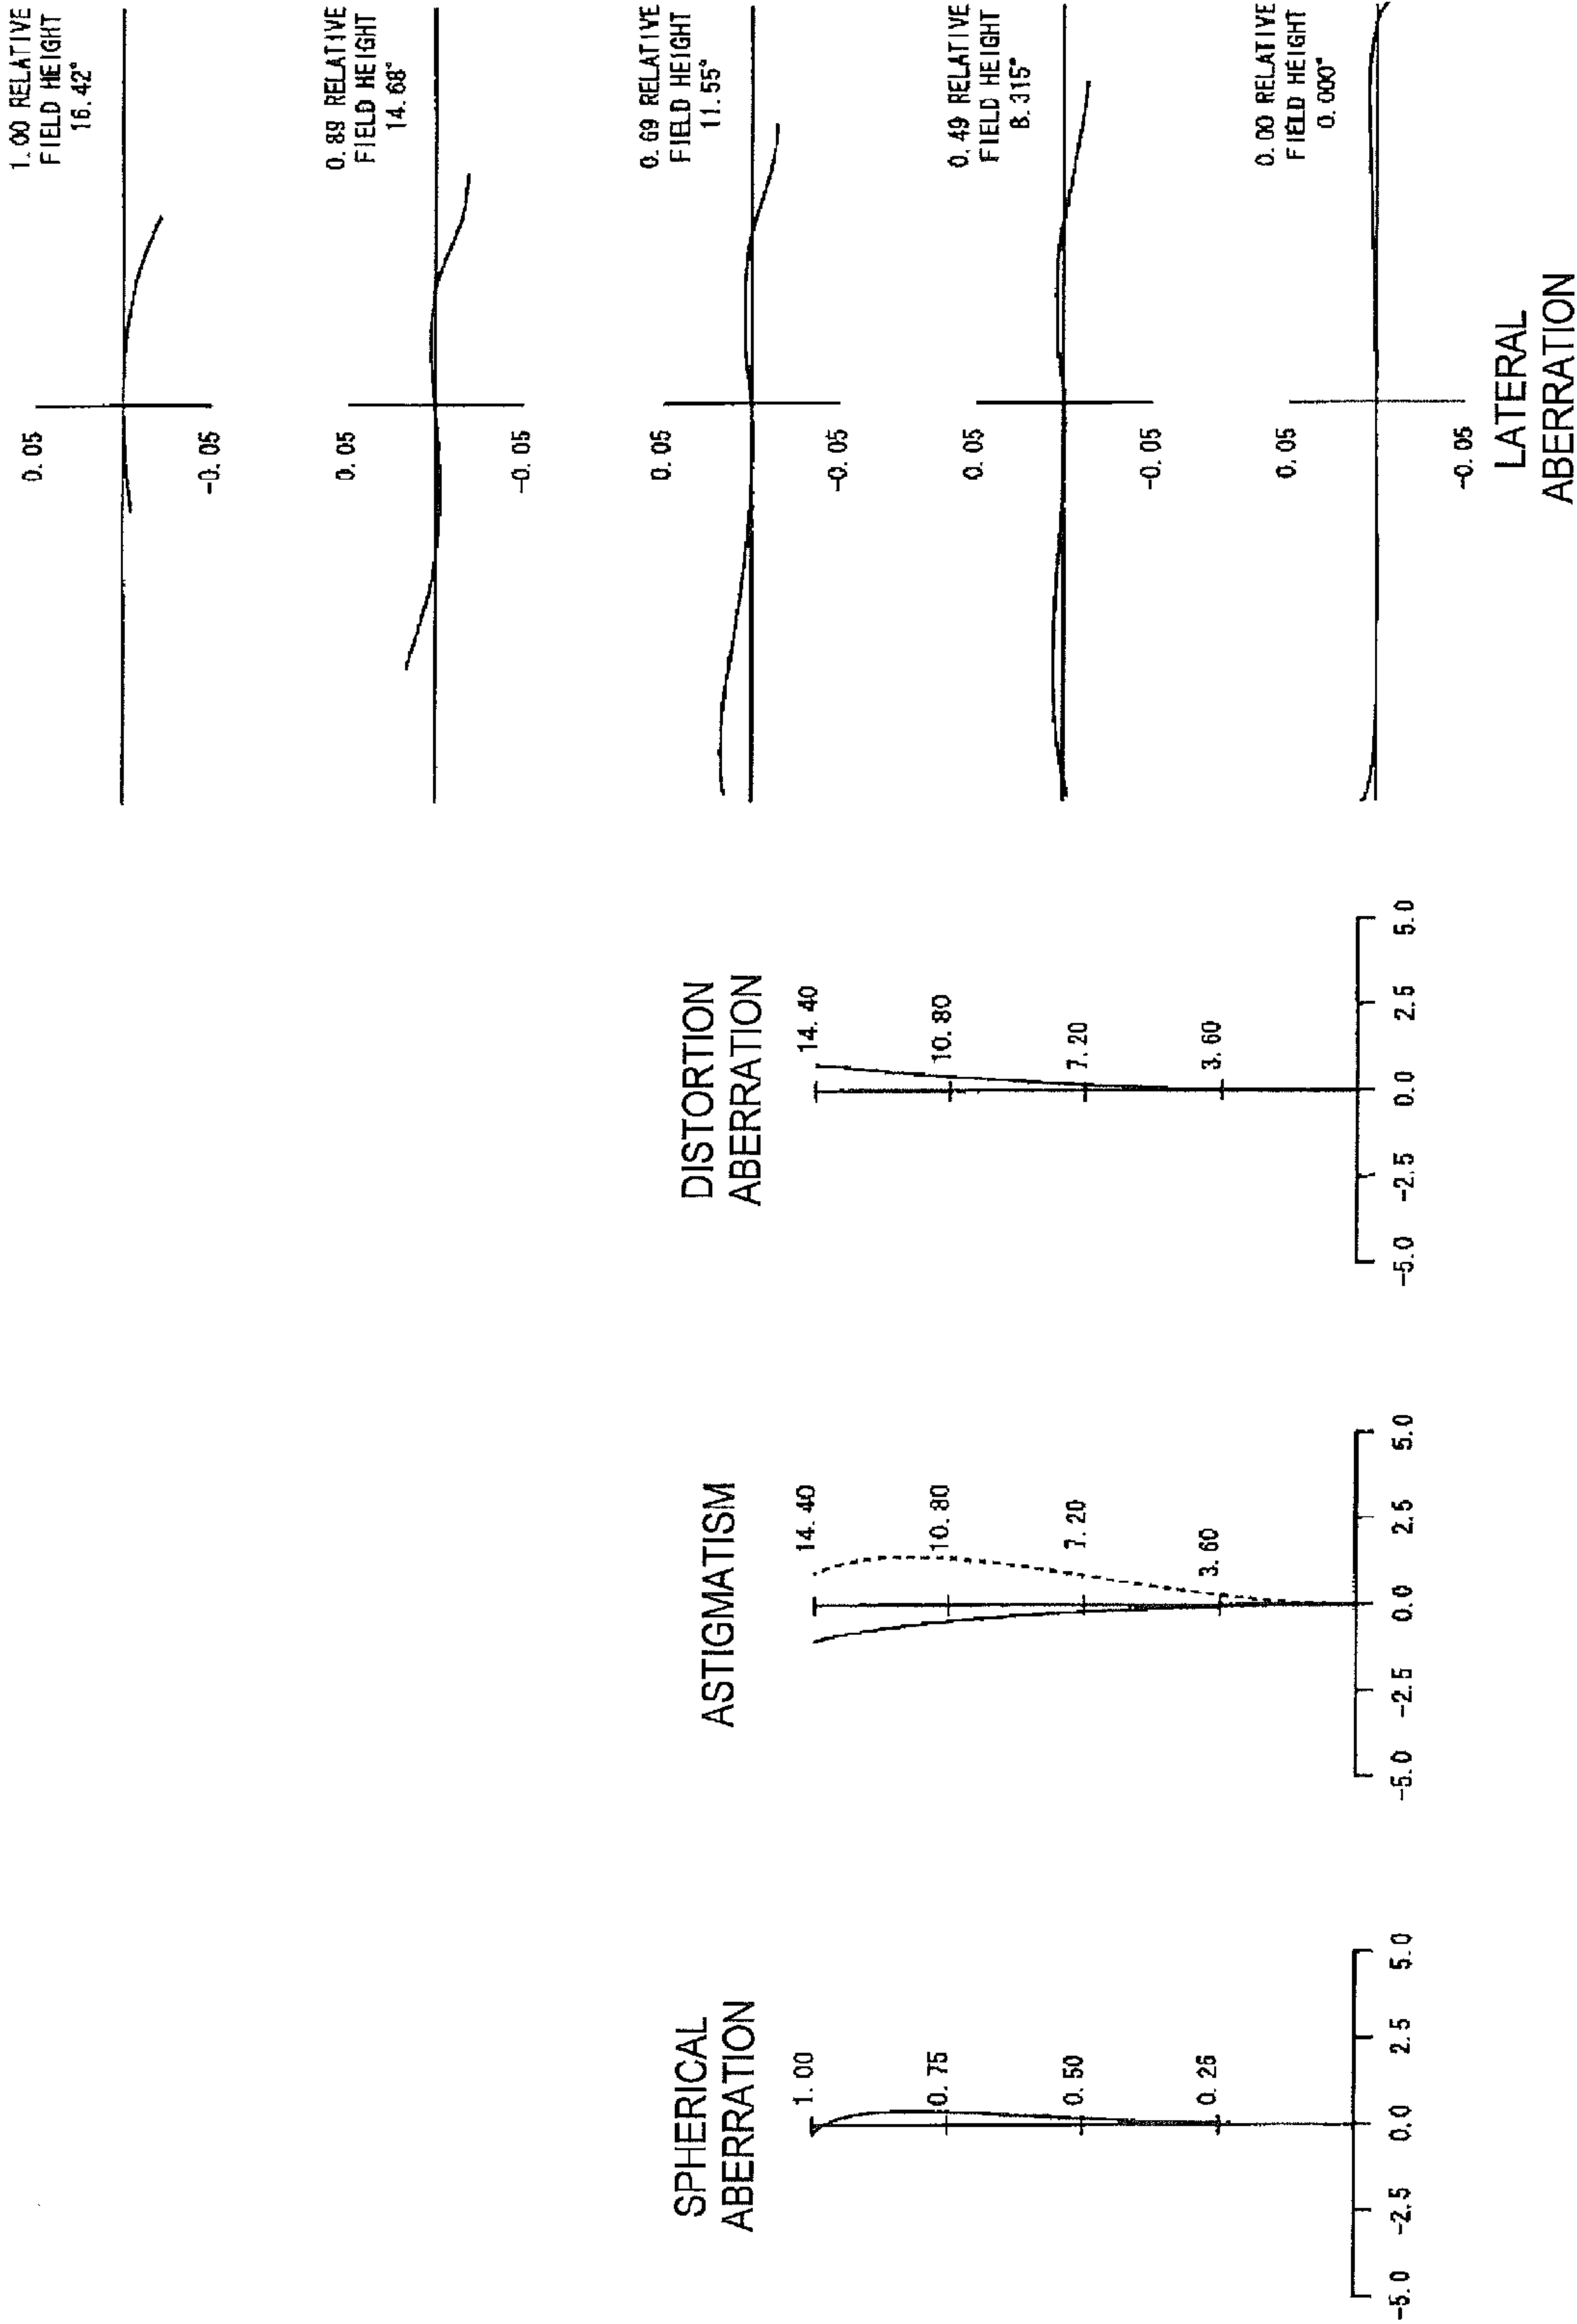 SPHERICAL
ABERRATION
1.00
0.75
0.50
0.26
-5.0 -2.5 0.0 2.5 5.0
ASTIGMATISM
14.40
10.80
7.20
3.60
-5.0 -2.5 0.0 2.5 5.0
DISTORTION
ABERRATION
14.40
10.80
7.20
3.60
-5.0 -2.5 0.0 2.5 5.0
0.05
1.00 RELATIVE
FIELD HEIGHT
16.42°
-0.05
0.05
0.89 RELATIVE
FIELD HEIGHT
14.68°
-0.05
0.05
0.69 RELATIVE
FIELD HEIGHT
11.55°
-0.05
0.05
0.49 RELATIVE
FIELD HEIGHT
8.315°
-0.05
0.05
0.00 RELATIVE
FIELD HEIGHT
0.000°
-0.05
LATERAL
ABERRATION